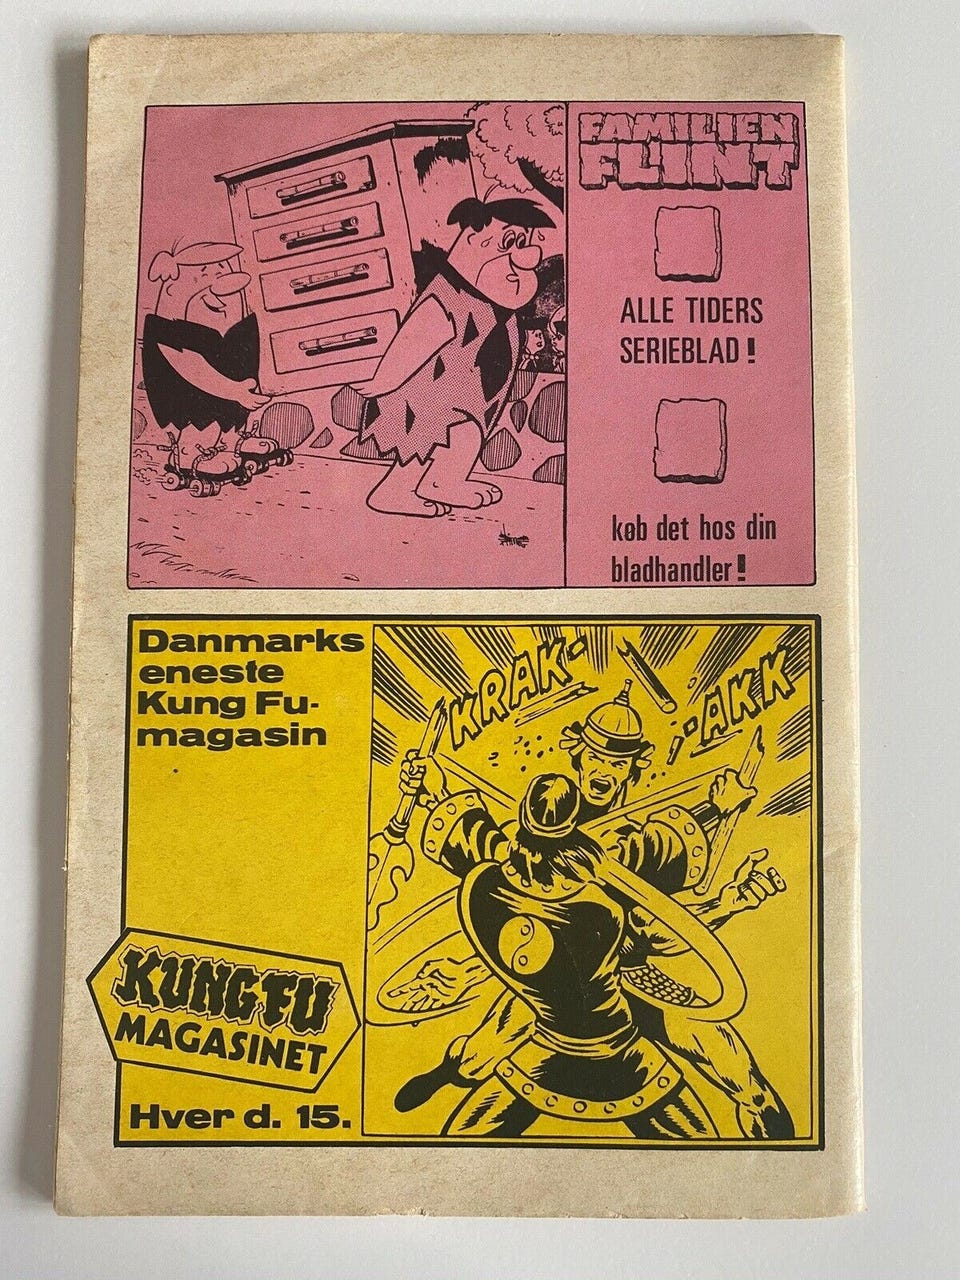 FAMILIEN
FLINT
ALLE TIDERS
SERIEBLAD!
køb det hos din
bladhandler!
Danmarks
eneste
Kung Fu-
magasin
KRAK-
-AKK
KUNG FU
MAGASINET
Hver d. 15.